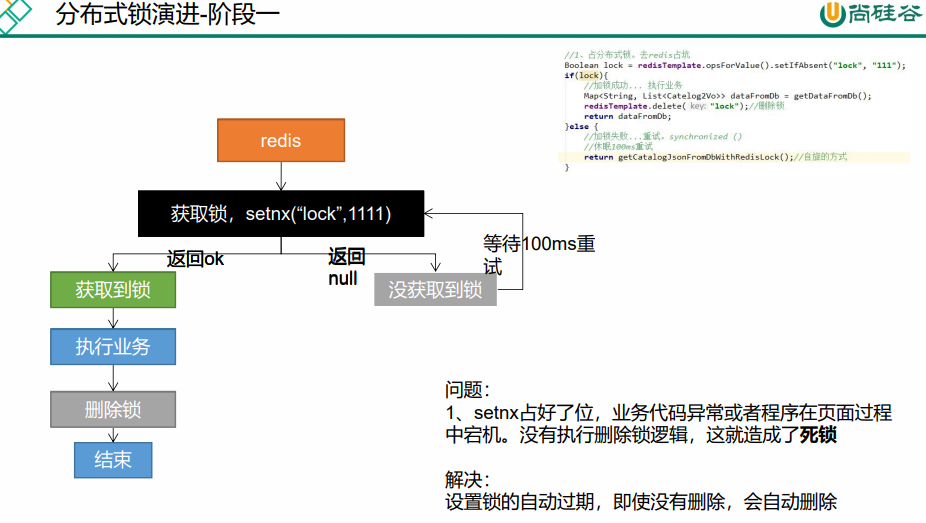 分布式锁演进-阶段一
尚硅谷
//1、占分布式锁。去redis占坑
Boolean lock = redisTemplate.opsForValue().setIfAbsent("lock", "111");
if(lock){
//加锁成功... 执行业务
Map<String, List<Catelog2Vo>> dataFromDb = getDataFromDb();
redisTemplate.delete( key: "lock");//删除锁
return dataFromDb;
}else {
//加锁失败...重试。synchronized ()
//休眠100ms重试
return getCatalogJsonFromDbWithRedisLock();//自旋的方式
}
redis
获取锁，setnx(“lock”,1111)
返回ok
返回
null
等待100ms重
试
获取到锁
没获取到锁
执行业务
删除锁
结束
问题：
1、setnx占好了位，业务代码异常或者程序在页面过程
中宕机。没有执行删除锁逻辑，这就造成了死锁
解决：
设置锁的自动过期，即使没有删除，会自动删除